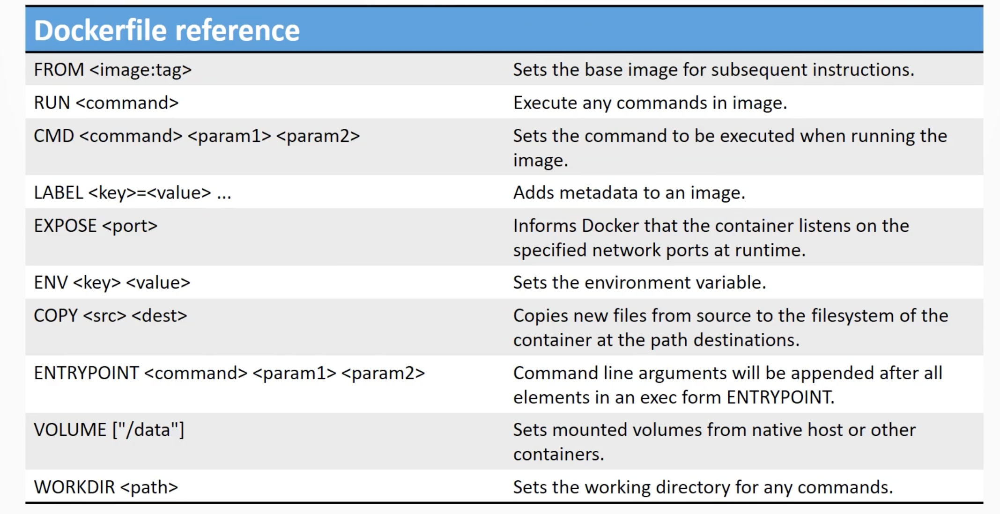 Dockerfile reference
FROM <image:tag>
Sets the base image for subsequent instructions.
RUN <command>
Execute any commands in image.
CMD <command> <param1> <param2>
Sets the command to be executed when running the
image.
LABEL <key>=<value> ...
Adds metadata to an image.
EXPOSE <port>
Informs Docker that the container listens on the
specified network ports at runtime.
ENV <key> <value>
Sets the environment variable.
COPY <src> <dest>
Copies new files from source to the filesystem of the
container at the path destinations.
ENTRYPOINT <command> <param1> <param2>
Command line arguments will be appended after all
elements in an exec form ENTRYPOINT.
VOLUME ["/data"]
Sets mounted volumes from native host or other
containers.
WORKDIR <path>
Sets the working directory for any commands.